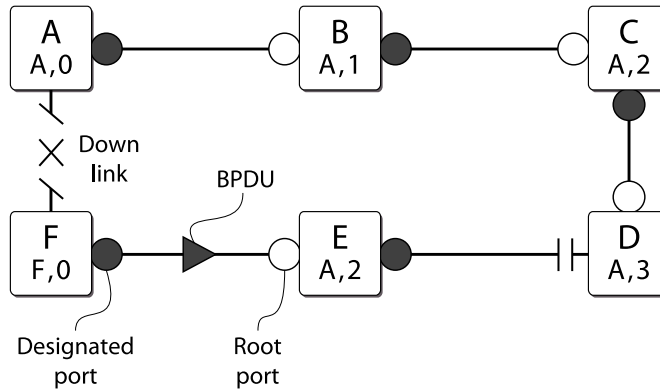 A
A,0
B
A,1
C
A,2
Down
link
BPDU
F
F,0
E
A,2
D
A,3
Designated
port
Root
port